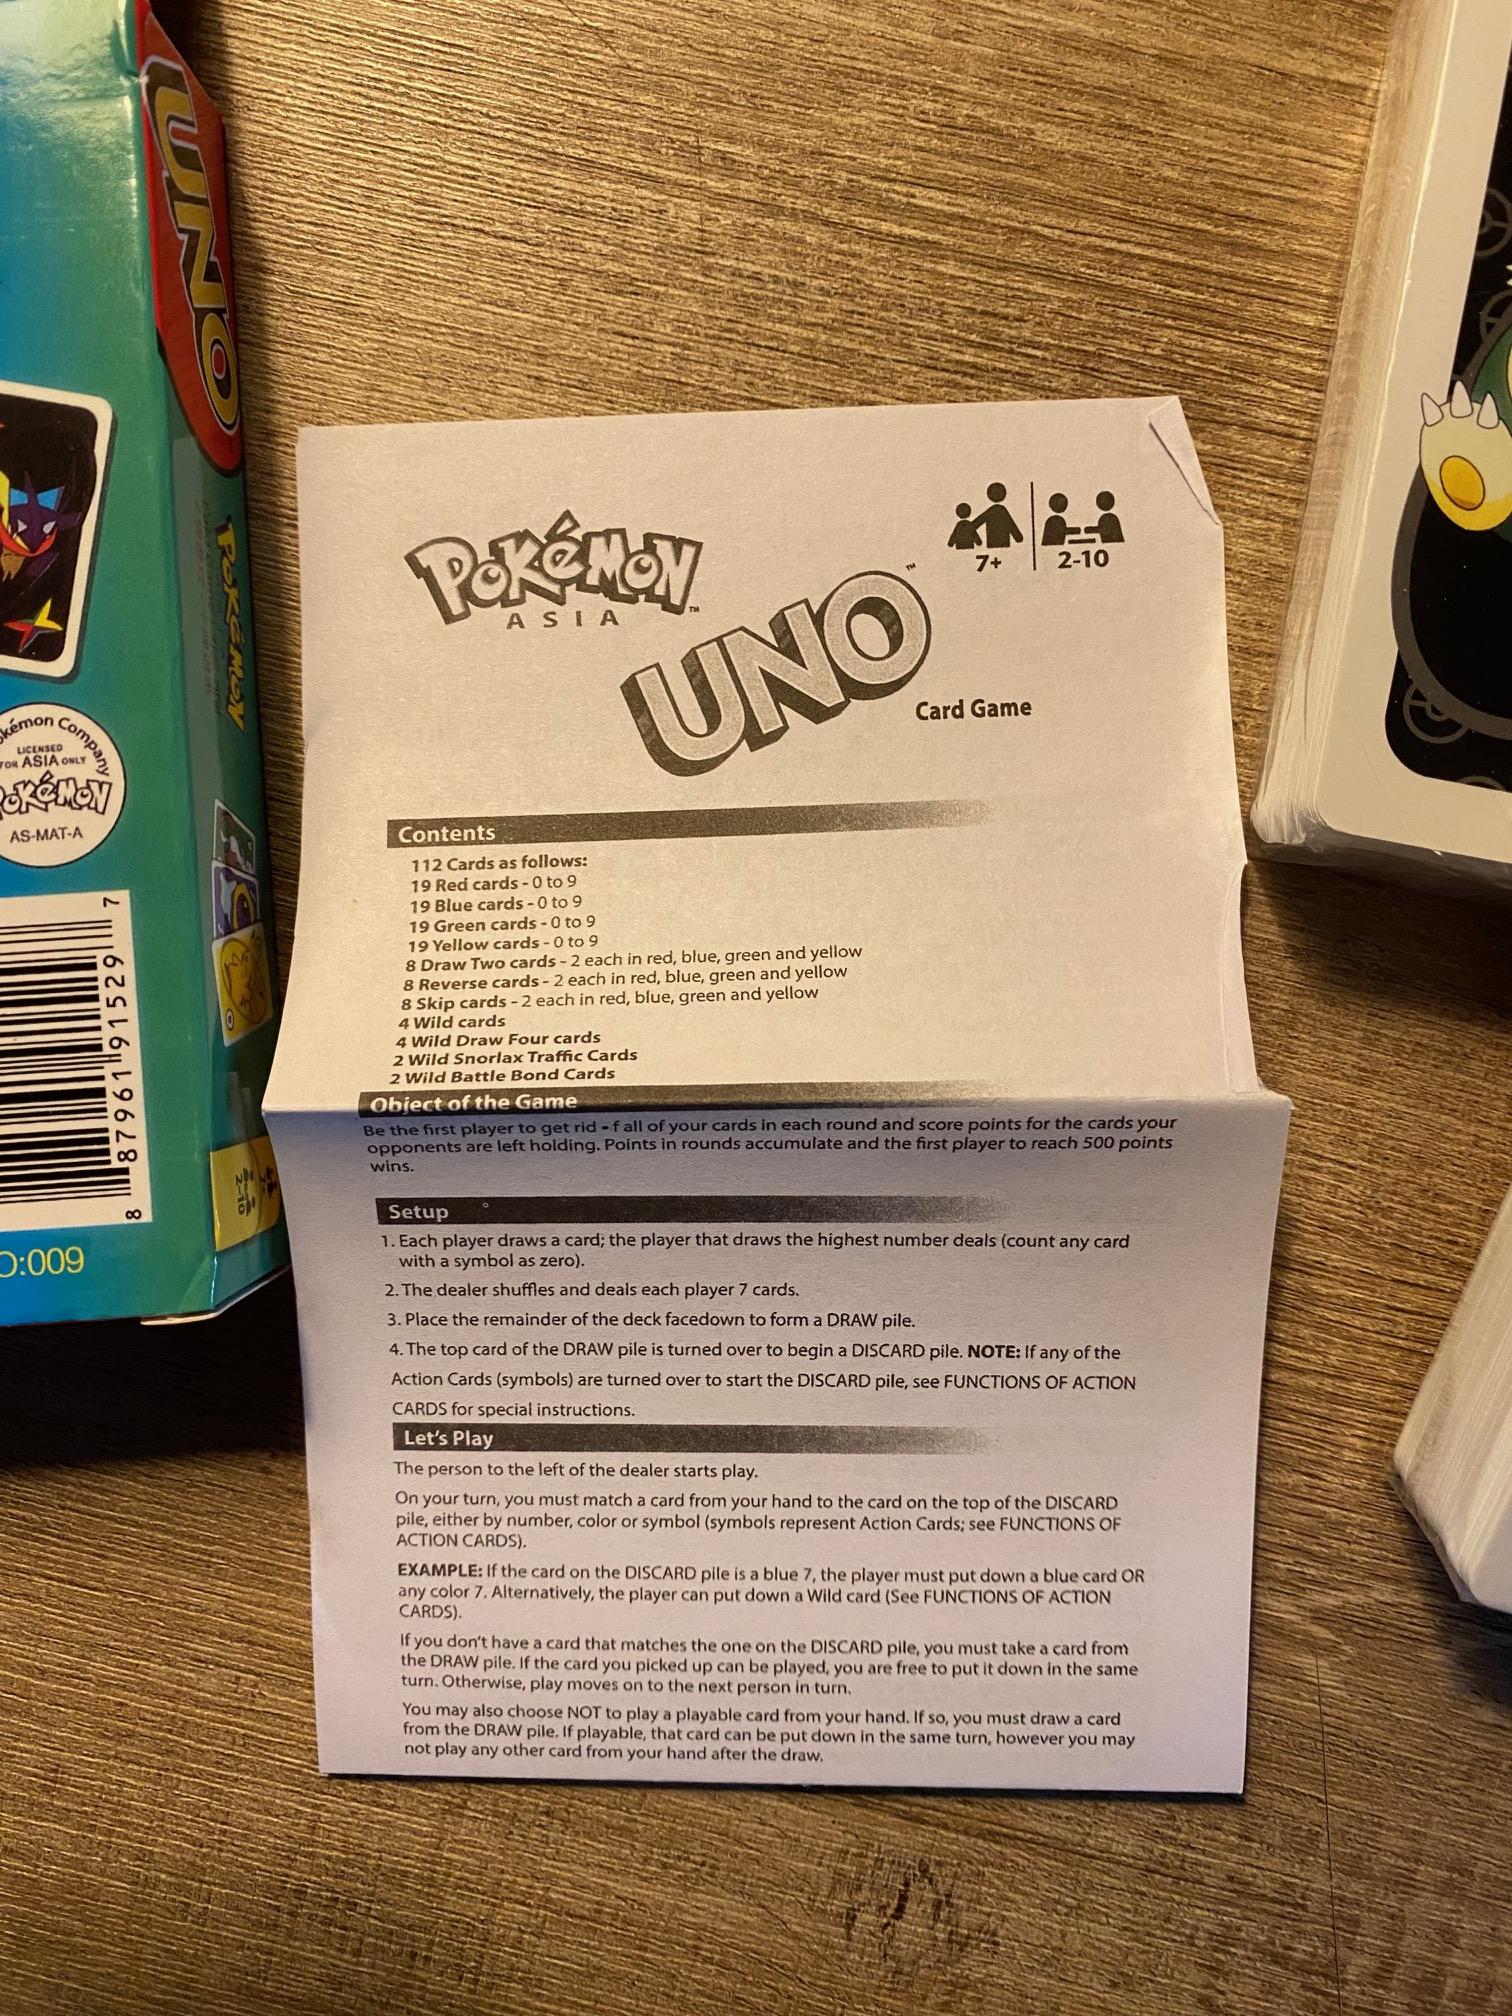 UNO
POKéMON
Pokémon Company
LICENSED
FOR ASIA ONLY
POKéMON
AS-MAT-A
8 87961 91529 7
2-10
O:009
POKéMON™
ASIA
UNO™
Card Game
7+
2-10
Contents
112 Cards as follows:
19 Red cards - 0 to 9
19 Blue cards - 0 to 9
19 Green cards - 0 to 9
19 Yellow cards - 0 to 9
8 Draw Two cards - 2 each in red, blue, green and yellow
8 Reverse cards - 2 each in red, blue, green and yellow
8 Skip cards - 2 each in red, blue, green and yellow
4 Wild cards
4 Wild Draw Four cards
2 Wild Snorlax Traffic Cards
2 Wild Battle Bond Cards
Object of the Game
Be the first player to get rid -f all of your cards in each round and score points for the cards your
opponents are left holding. Points in rounds accumulate and the first player to reach 500 points
wins.
Setup
1. Each player draws a card; the player that draws the highest number deals (count any card
with a symbol as zero).
2. The dealer shuffles and deals each player 7 cards.
3. Place the remainder of the deck facedown to form a DRAW pile.
4. The top card of the DRAW pile is turned over to begin a DISCARD pile. NOTE: If any of the
Action Cards (symbols) are turned over to start the DISCARD pile, see FUNCTIONS OF ACTION
CARDS for special instructions.
Let's Play
The person to the left of the dealer starts play.
On your turn, you must match a card from your hand to the card on the top of the DISCARD
pile, either by number, color or symbol (symbols represent Action Cards; see FUNCTIONS OF
ACTION CARDS).
EXAMPLE: If the card on the DISCARD pile is a blue 7, the player must put down a blue card OR
any color 7. Alternatively, the player can put down a Wild card (See FUNCTIONS OF ACTION
CARDS).
If you don't have a card that matches the one on the DISCARD pile, you must take a card from
the DRAW pile. If the card you picked up can be played, you are free to put it down in the same
turn. Otherwise, play moves on to the next person in turn.
You may also choose NOT to play a playable card from your hand. If so, you must draw a card
from the DRAW pile. If playable, that card can be put down in the same turn, however you may
not play any other card from your hand after the draw.